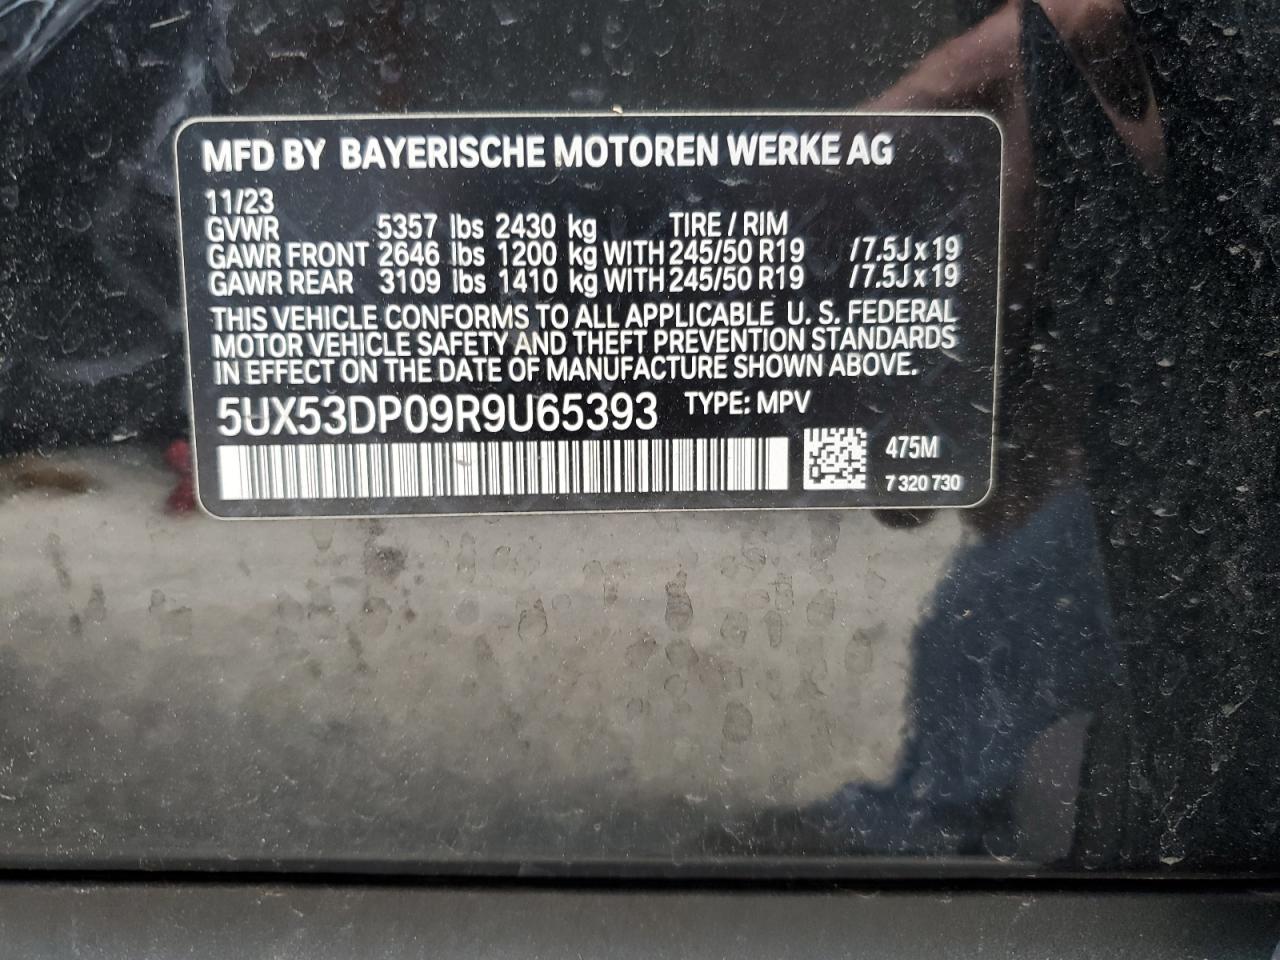 MFD BY BAYERISCHE MOTOREN WERKE AG
11/23
GVWR 5357 lbs 2430 kg TIRE / RIM
GAWR FRONT 2646 lbs 1200 kg WITH 245/50 R19 / 7.5J x 19
GAWR REAR 3109 lbs 1410 kg WITH 245/50 R19 / 7.5J x 19
THIS VEHICLE CONFORMS TO ALL APPLICABLE U. S. FEDERAL
MOTOR VEHICLE SAFETY AND THEFT PREVENTION STANDARDS
IN EFFECT ON THE DATE OF MANUFACTURE SHOWN ABOVE.
5UX53DP09R9U65393 TYPE: MPV
475M
7 320 730